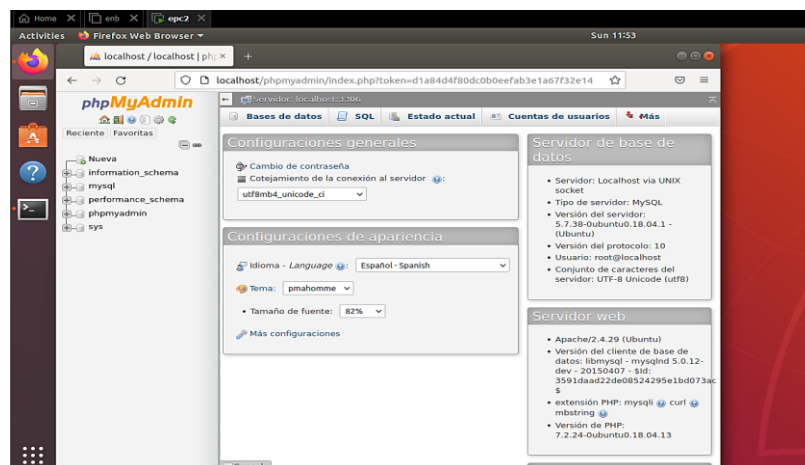 Home
enb
epc2
Activities
Firefox Web Browser
Sun 11:53
localhost / localhost | ph
localhost/phpmyadmin/index.php?token=d1a84d4f80dc0b0eefab3e1a67f32e14
phpMyAdmin
Reciente Favoritas
Nueva
information_schema
mysql
performance_schema
phpmyadmin
sys
Servidor: localhost:3306
Bases de datos SQL Estado actual Cuentas de usuarios Más
Configuraciones generales
Cambio de contraseña
Cotejamiento de la conexión al servidor :
utf8mb4_unicode_ci
Configuraciones de apariencia
Idioma - Language : Español - Spanish
Tema: pmahomme
• Tamaño de fuente: 82%
Más configuraciones
Servidor de base de
datos
• Servidor: Localhost via UNIX
socket
• Tipo de servidor: MySQL
• Versión del servidor:
5.7.38-0ubuntu0.18.04.1 -
(Ubuntu)
• Versión del protocolo: 10
• Usuario: root@localhost
• Conjunto de caracteres del
servidor: UTF-8 Unicode (utf8)
Servidor web
• Apache/2.4.29 (Ubuntu)
• Versión del cliente de base de
datos: libmysql - mysqlnd 5.0.12-
dev - 20150407 - $Id:
3591daad22de08524295e1bd073ac
$
• extensión PHP: mysqli curl
mbstring
• Versión de PHP:
7.2.24-0ubuntu0.18.04.13